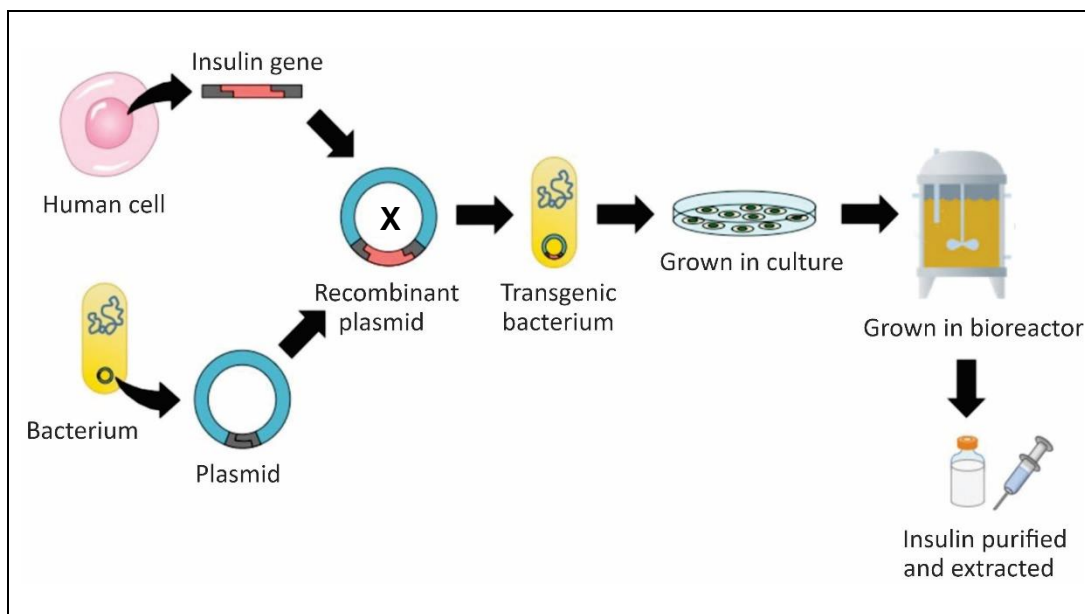 Insulin gene
Human cell
X
Recombinant
plasmid
Transgenic
bacterium
Grown in culture
Grown in bioreactor
Bacterium
Plasmid
Insulin purified
and extracted